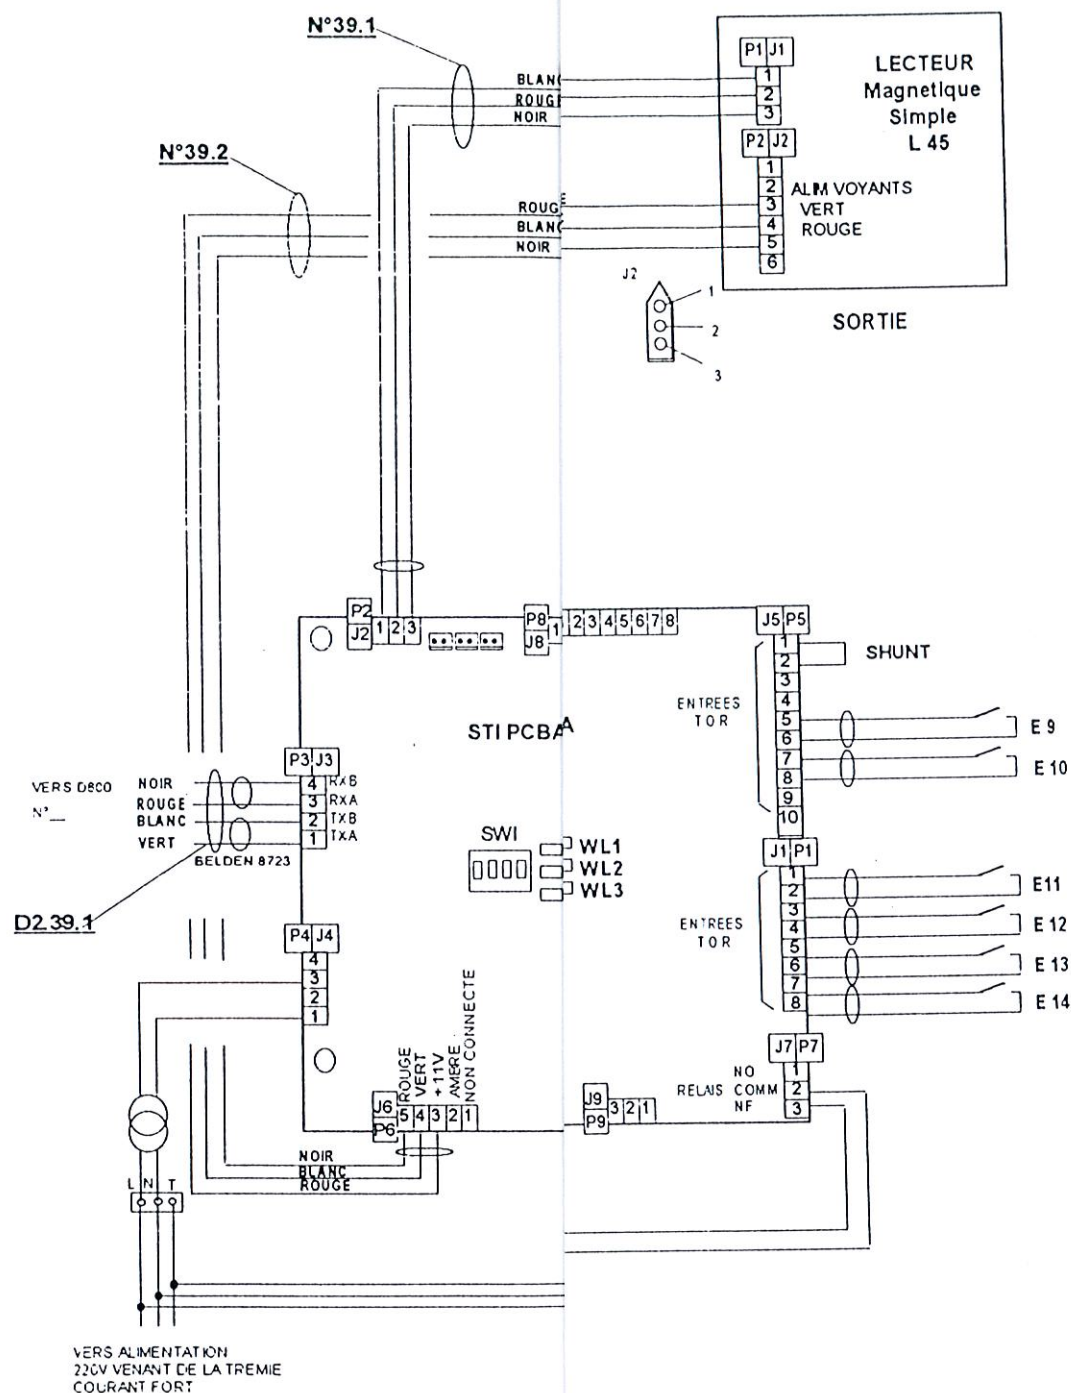 N°39.1
P1 J1
1
2
3
LECTEUR
Magnetique
Simple
L 45
BLANC
ROUGE
NOIR
N°39.2
P2 J2
1
2
3
4
5
6
ALIM VOYANTS
VERT
ROUGE
ROUGE
BLANC
NOIR
J2
1
2
3
SORTIE
P2
J2
1 2 3
P8
J8
1 2 3 4 5 6 7 8
J5 P5
1
2
3
4
5
6
7
8
9
10
SHUNT
ENTREES
TOR
E 9
E 10
STI PCBA A
P3 J3
4 RXB
3 RXA
2 TXB
1 TXA
VERS D800
N°__
NOIR
ROUGE
BLANC
VERT
BELDEN 8723
D2.39.1
SWI
WL1
WL2
WL3
J1 P1
1
2
3
4
5
6
7
8
ENTREES
TOR
E11
E 12
E 13
E 14
P4 J4
4
3
2
1
J7 P7
1
2
3
NO
RELAIS COMM
NF
ROUGE
VERT
+11V
AMBRE
NON CONNECTE
J6
P6
5 4 3 2 1
J9
P9
3 2 1
NOIR
BLANC
ROUGE
L N T
VERS ALIMENTATION
220V VENANT DE LA TREMIE
COURANT FORT